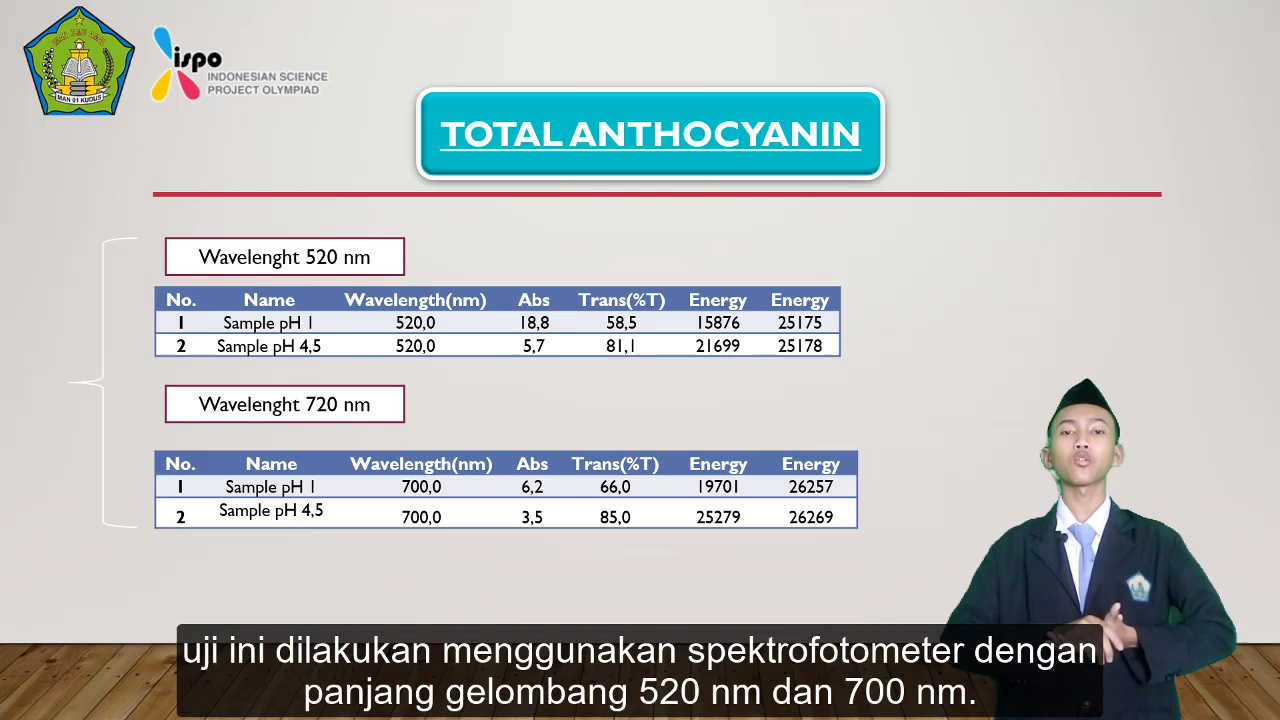 MAN 01 KUDUS
ispo
INDONESIAN SCIENCE
PROJECT OLYMPIAD
TOTAL ANTHOCYANIN
Wavelenght 520 nm
No. Name Wavelength(nm) Abs Trans(%T) Energy Energy
1 Sample pH 1 520,0 18,8 58,5 15876 25175
2 Sample pH 4,5 520,0 5,7 81,1 21699 25178
Wavelenght 720 nm
No. Name Wavelength(nm) Abs Trans(%T) Energy Energy
1 Sample pH 1 700,0 6,2 66,0 19701 26257
2 Sample pH 4,5 700,0 3,5 85,0 25279 26269
uji ini dilakukan menggunakan spektrofotometer dengan
panjang gelombang 520 nm dan 700 nm.